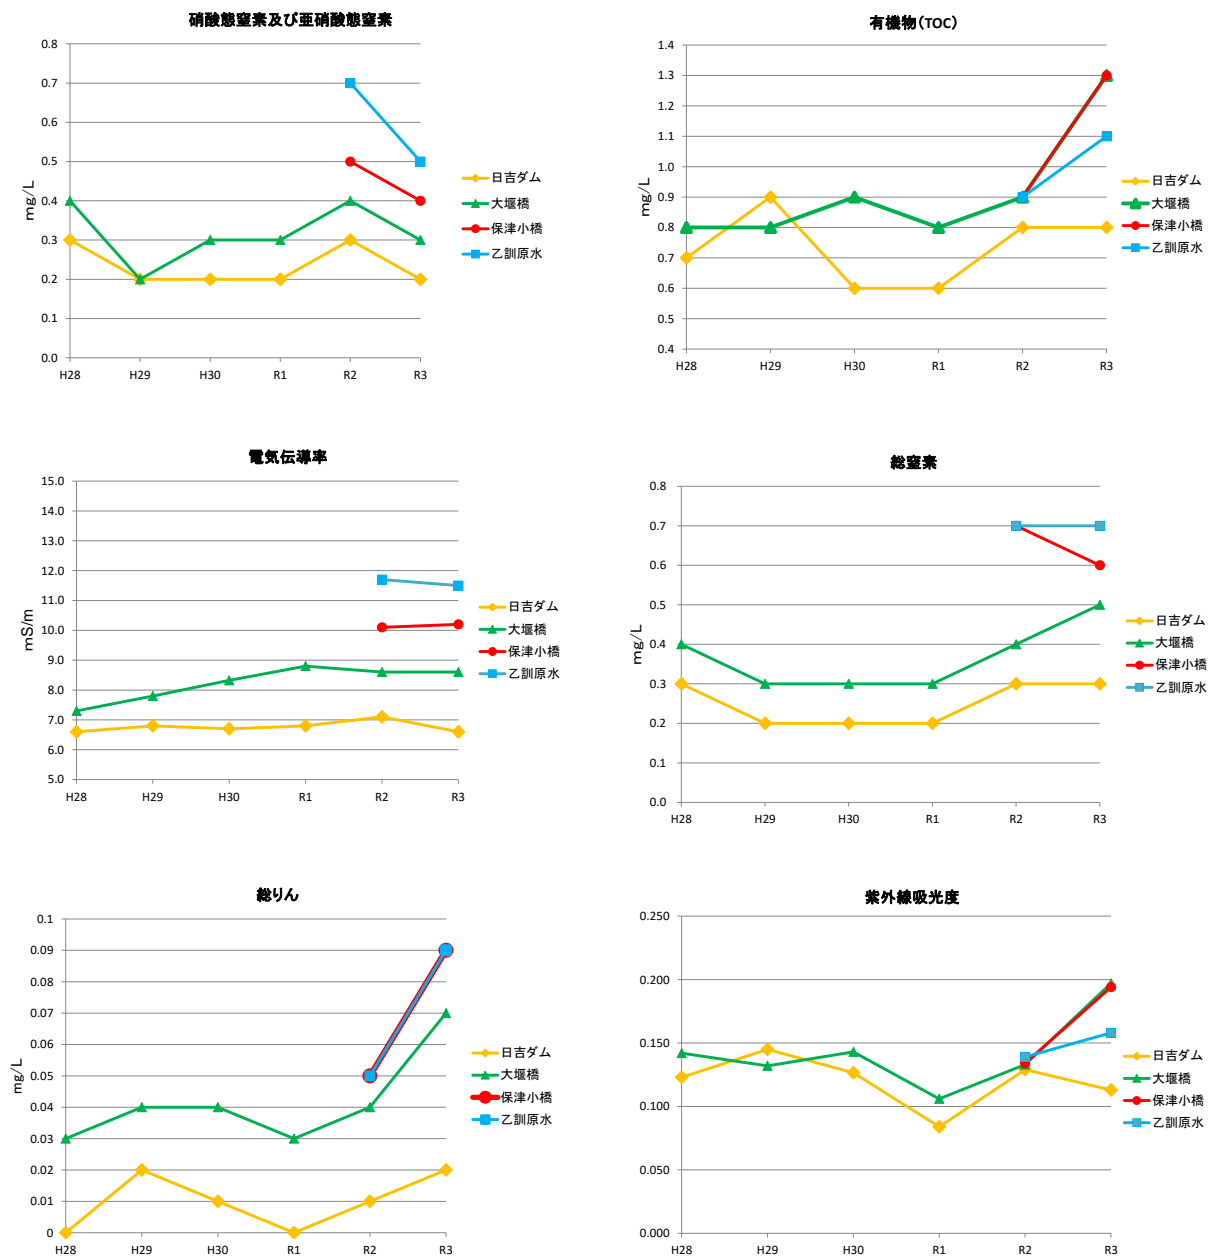 硝酸態窒素及び亜硝酸態窒素
0.8
0.7
0.6
0.5
0.4
0.3
0.2
0.1
0.0
mg/L
H28 H29 H30 R1 R2 R3
日吉ダム
大堰橋
保津小橋
乙訓原水
有機物(TOC)
1.4
1.3
1.2
1.1
1.0
0.9
0.8
0.7
0.6
0.5
0.4
mg/L
H28 H29 H30 R1 R2 R3
日吉ダム
大堰橋
保津小橋
乙訓原水
電気伝導率
15.0
14.0
13.0
12.0
11.0
10.0
9.0
8.0
7.0
6.0
5.0
mS/m
H28 H29 H30 R1 R2 R3
日吉ダム
大堰橋
保津小橋
乙訓原水
総窒素
0.8
0.7
0.6
0.5
0.4
0.3
0.2
0.1
0.0
mg/L
H28 H29 H30 R1 R2 R3
日吉ダム
大堰橋
保津小橋
乙訓原水
総りん
0.1
0.09
0.08
0.07
0.06
0.05
0.04
0.03
0.02
0.01
0
mg/L
H28 H29 H30 R1 R2 R3
日吉ダム
大堰橋
保津小橋
乙訓原水
紫外線吸光度
0.250
0.200
0.150
0.100
0.050
0.000
H28 H29 H30 R1 R2 R3
日吉ダム
大堰橋
保津小橋
乙訓原水